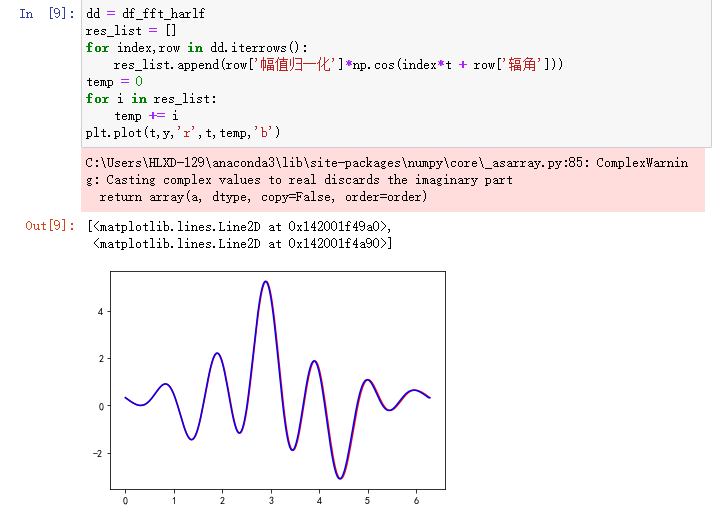 In [9]: dd = df_fft_harlf
res_list = []
for index,row in dd.iterrows():
    res_list.append(row['幅值归一化']*np.cos(index*t + row['辐角']))
temp = 0
for i in res_list:
    temp += i
plt.plot(t,y,'r',t,temp,'b')
C:\Users\HLXD-129\anaconda3\lib\site-packages\numpy\core\_asarray.py:85: ComplexWarnin
g: Casting complex values to real discards the imaginary part
  return array(a, dtype, copy=False, order=order)
Out[9]: [<matplotlib.lines.Line2D at 0x142001f49a0>,
 <matplotlib.lines.Line2D at 0x142001f4a90>]
4
2
0
−2
0 1 2 3 4 5 6